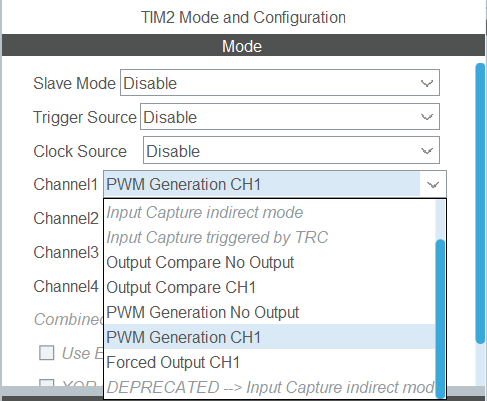 TIM2 Mode and Configuration
Mode
Slave Mode Disable
Trigger Source Disable
Clock Source Disable
Channel1 PWM Generation CH1
Input Capture indirect mode
Channel2
Input Capture triggered by TRC
Channel3
Output Compare No Output
Output Compare CH1
Channel4
PWM Generation No Output
PWM Generation CH1
Use
Forced Output CH1
XOR
DEPRECATED --> Input Capture indirect mod